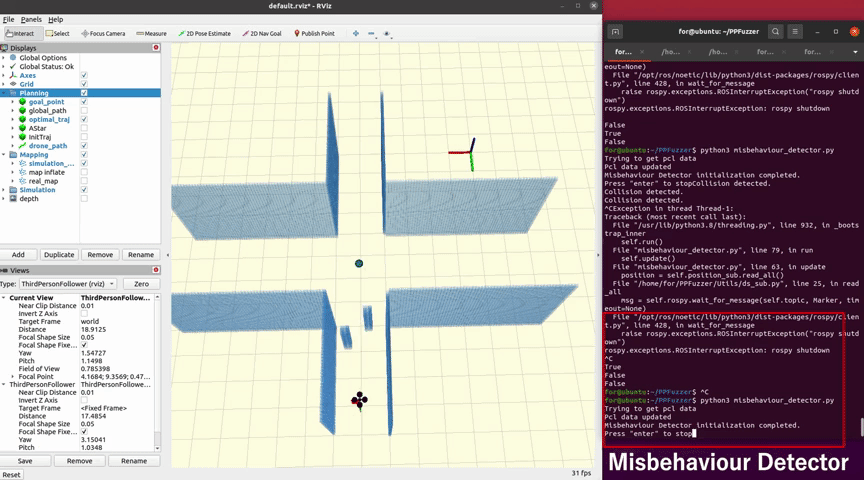 default.rviz* - RViz
File Panels Help
Interact Select Focus Camera Measure 2D Pose Estimate 2D Nav Goal Publish Point
Displays
Global Options
Global Status: Ok
Axes
Grid
Planning
goal_point
global_path
optimal_traj
AStar
InitTraj
drone_path
Mapping
simulation_...
map inflate
real_map
Simulation
depth
Add Duplicate Remove Rename
Views
Type: ThirdPersonFollower (rviz) Zero
Current View ThirdPersonFollow...
Near Clip Distance 0.01
Invert Z Axis
Target Frame world
Distance 18.9125
Focal Shape Size 0.05
Focal Shape Fixe...
Yaw 1.54727
Pitch 1.1498
Field of View 0.785398
Focal Point 4.1684; 9.3569; 0.47...
ThirdPersonFollower ThirdPersonFollowe...
Near Clip Distance 0.01
Invert Z Axis
Target Frame <Fixed Frame>
Distance 17.4854
Focal Shape Size 0.05
Focal Shape Fixe...
Yaw 3.15041
Pitch 1.0348
Save Remove Rename
Reset
31 fps
for@ubuntu: ~/PPFuzzer
for... /ho... /ho... for... for...
eout=None)
File "/opt/ros/noetic/lib/python3/dist-packages/rospy/clien
t.py", line 428, in wait_for_message
raise rospy.exceptions.ROSInterruptException("rospy shutd
own")
rospy.exceptions.ROSInterruptException: rospy shutdown
False
True
False
for@ubuntu:~/PPFuzzer$ python3 misbehaviour_detector.py
Trying to get pcl data
Pcl data updated
Misbehaviour Detector initialization completed.
Press "enter" to stopCollision detected.
Collision detected.
Collision detected.
^CException in thread Thread-1:
Traceback (most recent call last):
File "/usr/lib/python3.8/threading.py", line 932, in _boots
trap_inner
self.run()
File "misbehaviour_detector.py", line 79, in run
self.update()
File "misbehaviour_detector.py", line 63, in update
position = self.position_sub.read_all()
File "/home/for/PPFuzzer/Utils/ds_sub.py", line 25, in read
_all
msg = self.rospy.wait_for_message(self.topic, Marker, tim
eout=None)
File "/opt/ros/noetic/lib/python3/dist-packages/rospy/clien
t.py", line 428, in wait_for_message
raise rospy.exceptions.ROSInterruptException("rospy shutd
own")
rospy.exceptions.ROSInterruptException: rospy shutdown
^C
True
False
False
for@ubuntu:~/PPFuzzer$ ^C
for@ubuntu:~/PPFuzzer$ python3 misbehaviour_detector.py
Trying to get pcl data
Pcl data updated
Misbehaviour Detector initialization completed.
Press "enter" to stop
Misbehaviour Detector